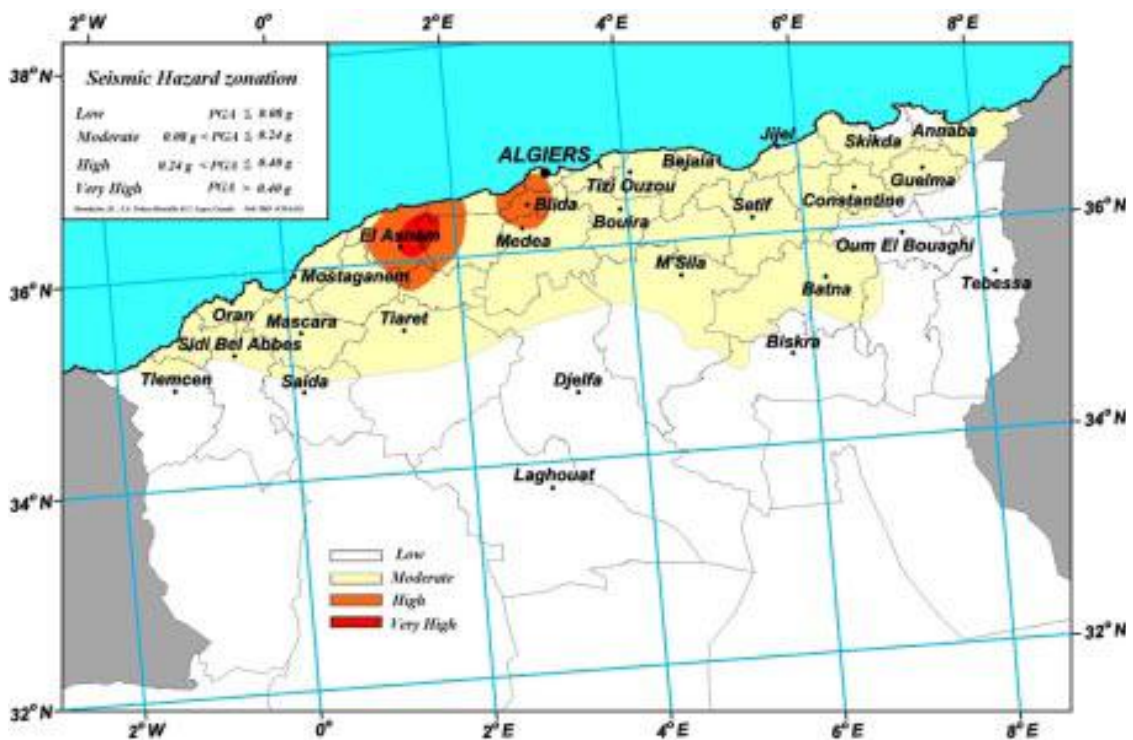 2° W
0°
2° E
4° E
6° E
8° E
38° N
36° N
34° N
32° N
36° N
34° N
32° N
2° W
0°
2° E
4° E
6° E
8° E
Seismic Hazard zonation
Low PGA ≤ 0.08 g
Moderate 0.08 g < PGA ≤ 0.24 g
High 0.24 g < PGA ≤ 0.40 g
Very High PGA > 0.40 g
ALGIERS
Jijel
Skikda
Annaba
Bejaia
Tizi Ouzou
Guelma
Blida
Bouira
Setif
Constantine
El Asnam
Medea
Oum El Bouaghi
M'Sila
Mostaganem
Batna
Tebessa
Oran
Mascara
Tiaret
Sidi Bel Abbes
Biskra
Tlemcen
Saida
Djelfa
Laghouat
Low
Moderate
High
Very High